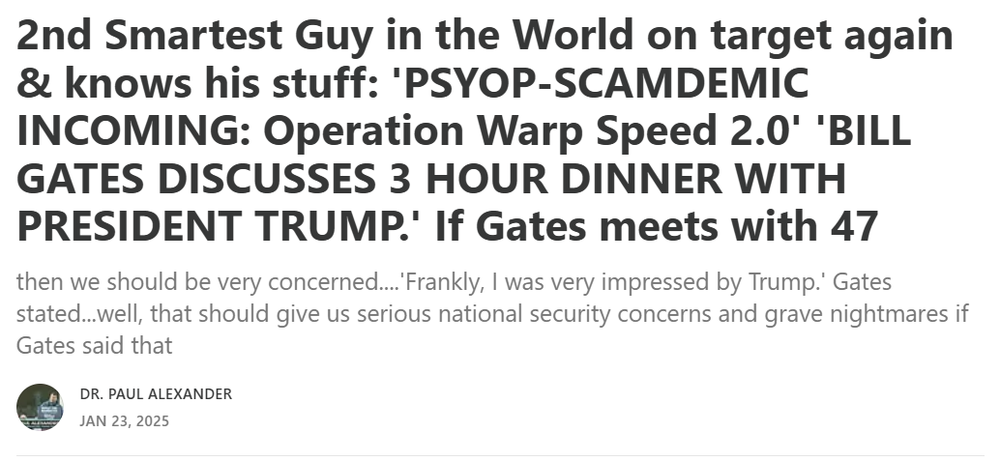 2nd Smartest Guy in the World on target again
& knows his stuff: 'PSYOP-SCAMDEMIC
INCOMING: Operation Warp Speed 2.0' 'BILL
GATES DISCUSSES 3 HOUR DINNER WITH
PRESIDENT TRUMP.' If Gates meets with 47
then we should be very concerned....'Frankly, I was very impressed by Trump.' Gates
stated...well, that should give us serious national security concerns and grave nightmares if
Gates said that
DR. PAUL ALEXANDER
JAN 23, 2025